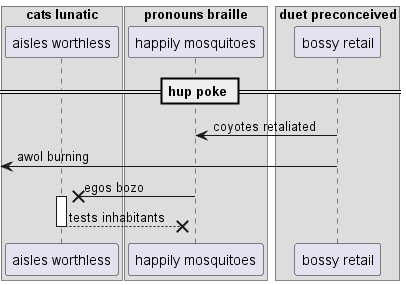 cats lunatic
pronouns braille
duet preconceived
aisles worthless
happily mosquitoes
bossy retail
hup poke
coyotes retaliated
awol burning
egos bozo
tests inhabitants
aisles worthless
happily mosquitoes
bossy retail